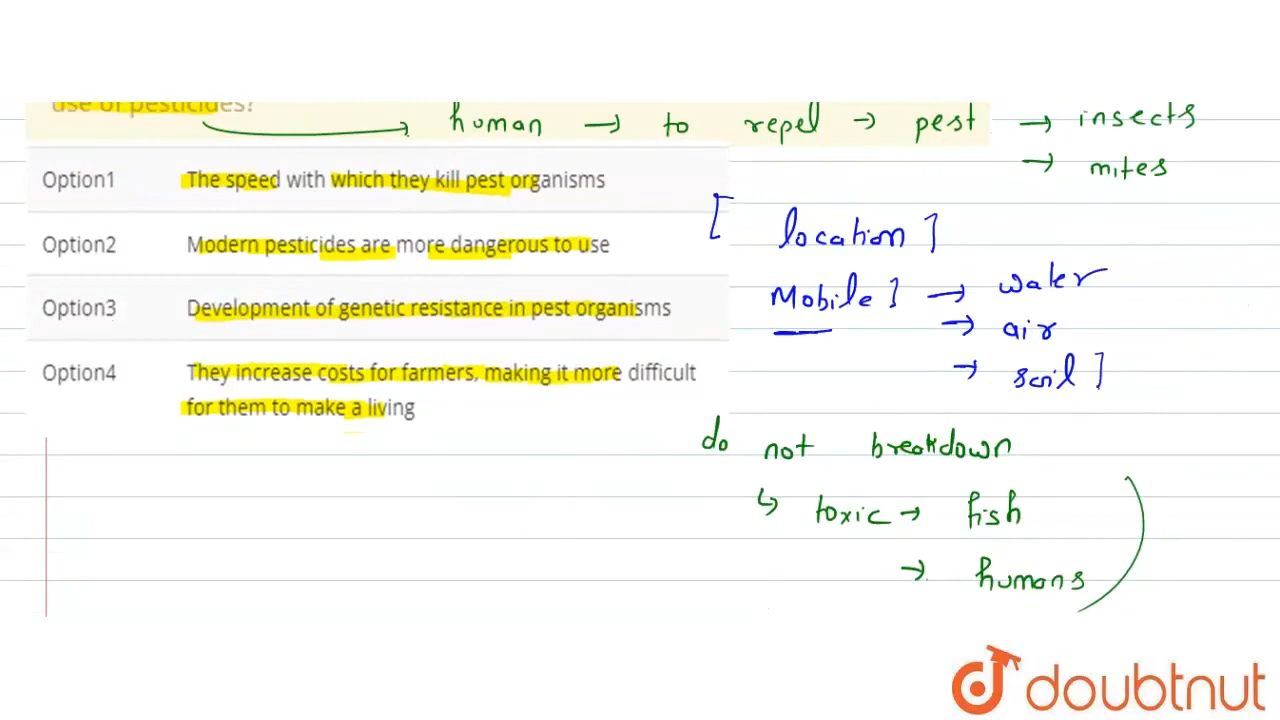 use of pesticides?
human → to repel → pest → insects
→ mites
Option1 The speed with which they kill pest organisms
[ location ]
Option2 Modern pesticides are more dangerous to use
Mobile ] → water
Option3 Development of genetic resistance in pest organisms
→ air
Option4 They increase costs for farmers, making it more difficult
→ soil ]
for them to make a living
do not breakdown
↳ toxic → fish
→ humans
doubtnut